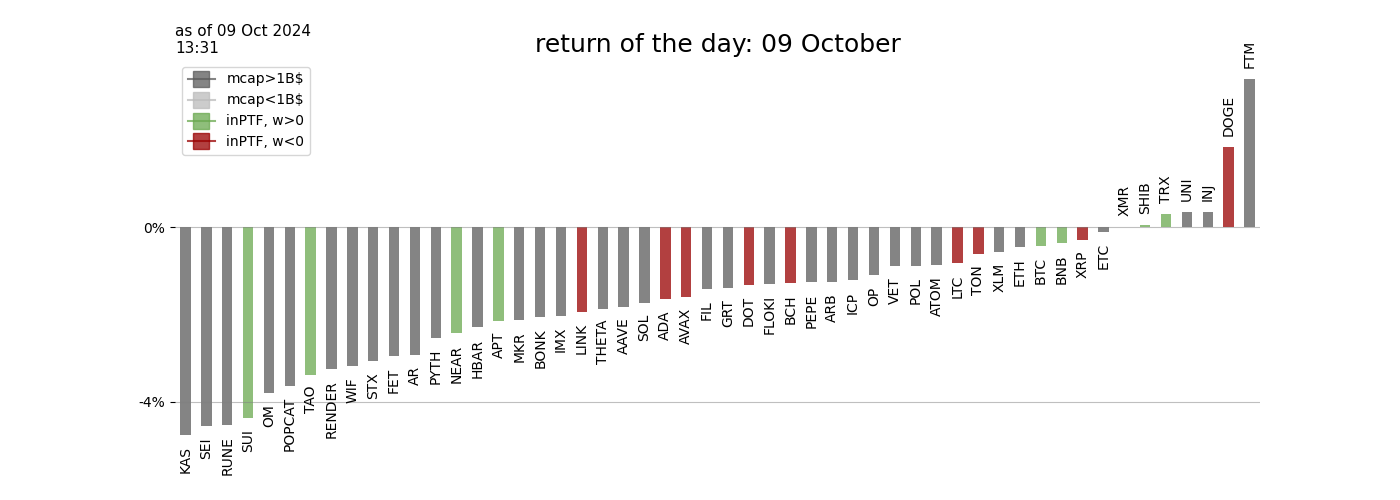 as of 09 Oct 2024
13:31
return of the day: 09 October
mcap>1B$
mcap<1B$
inPTF, w>0
inPTF, w<0
0%
-4%
KAS
SEI
RUNE
SUI
OM
POPCAT
TAO
RENDER
WIF
STX
FET
AR
PYTH
NEAR
HBAR
APT
MKR
BONK
IMX
LINK
THETA
AAVE
SOL
ADA
AVAX
FIL
GRT
DOT
FLOKI
BCH
PEPE
ARB
ICP
OP
VET
POL
ATOM
LTC
TON
XLM
ETH
BTC
BNB
XRP
ETC
XMR
SHIB
TRX
UNI
INJ
DOGE
FTM